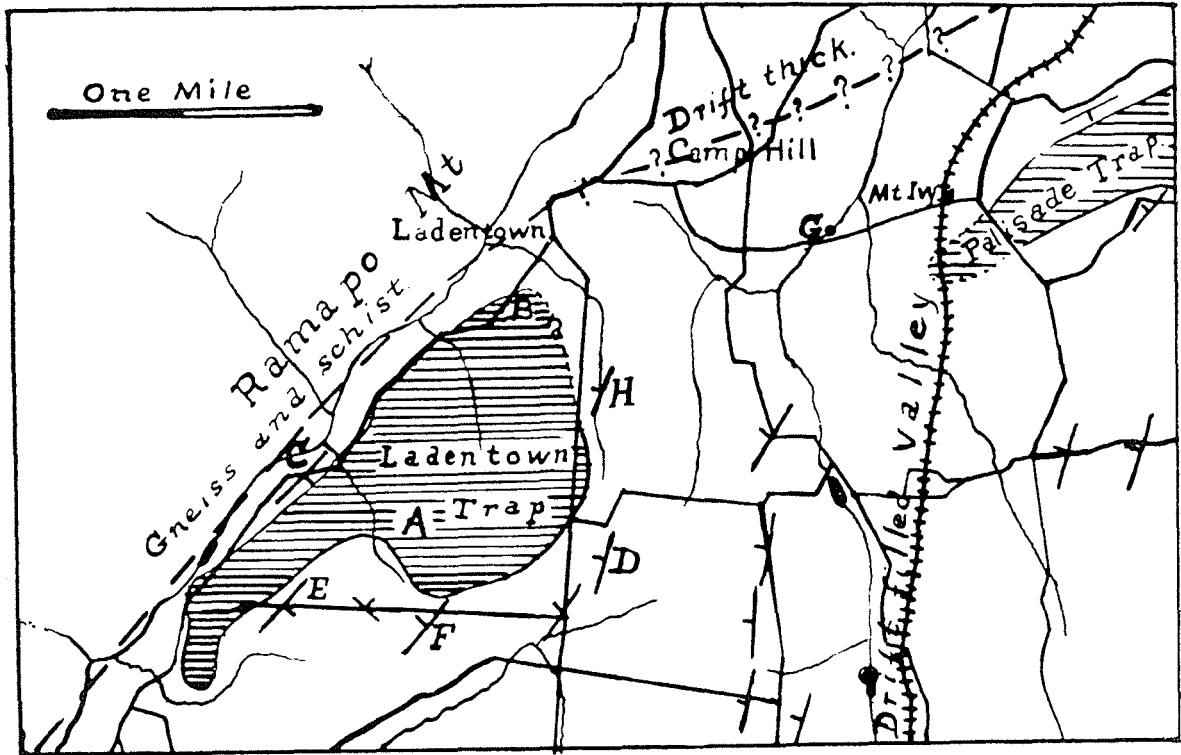 One Mile
Drift thick.
? ? ? ? ? ?
Camp Hill
Mt Ivy
Palisade Trap
Ramapo Mt
Ladentown
G.
Gneiss and schist
B
H
C
Ladentown
Trap
A
D
E
F
Drift filled Valley